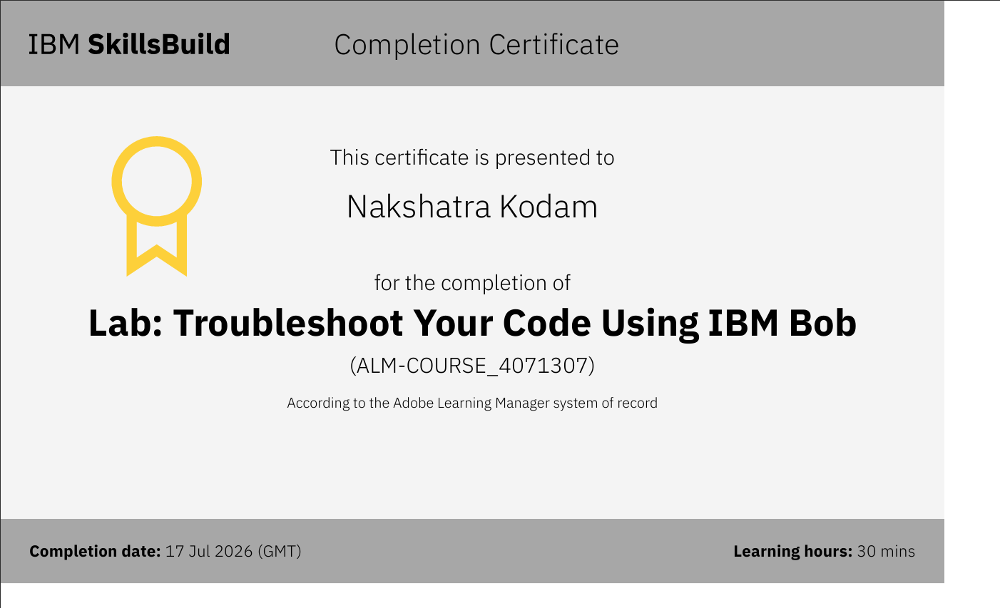 IBM SkillsBuild
Completion Certificate
This certificate is presented to
Nakshatra Kodam
for the completion of
Lab: Troubleshoot Your Code Using IBM Bob
(ALM-COURSE_4071307)
According to the Adobe Learning Manager system of record
Completion date: 17 Jul 2026 (GMT)
Learning hours: 30 mins